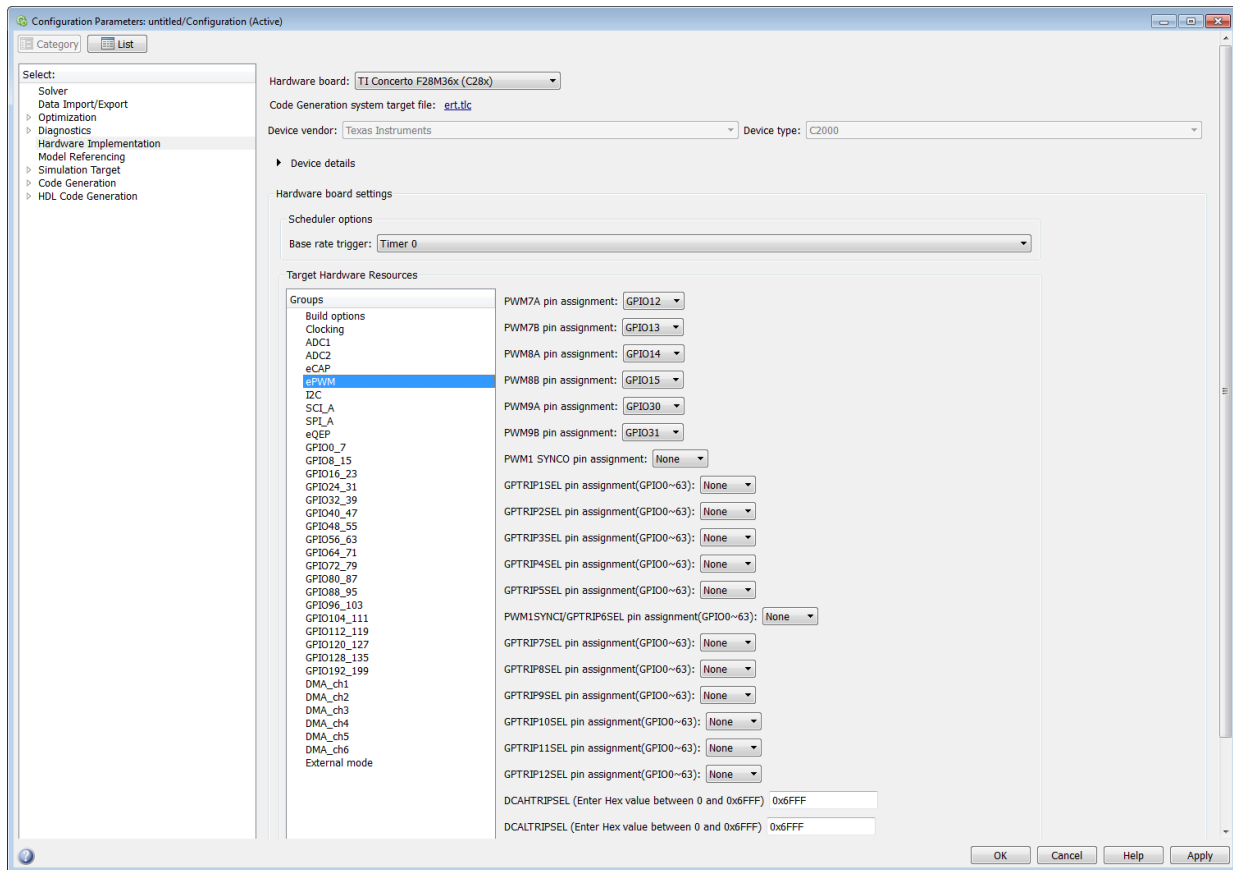 Configuration Parameters: untitled/Configuration (Active)
Category List
Select:
Solver
Data Import/Export
Optimization
Diagnostics
Hardware Implementation
Model Referencing
Simulation Target
Code Generation
HDL Code Generation
Hardware board: TI Concerto F28M36x (C28x)
Code Generation system target file: ert.tlc
Device vendor: Texas Instruments Device type: C2000
Device details
Hardware board settings
Scheduler options
Base rate trigger: Timer 0
Target Hardware Resources
Groups
Build options
Clocking
ADC1
ADC2
eCAP
ePWM
I2C
SCI_A
SPI_A
eQEP
GPIO0_7
GPIO8_15
GPIO16_23
GPIO24_31
GPIO32_39
GPIO40_47
GPIO48_55
GPIO56_63
GPIO64_71
GPIO72_79
GPIO80_87
GPIO88_95
GPIO96_103
GPIO104_111
GPIO112_119
GPIO120_127
GPIO128_135
GPIO192_199
DMA_ch1
DMA_ch2
DMA_ch3
DMA_ch4
DMA_ch5
DMA_ch6
External mode
PWM7A pin assignment: GPIO12
PWM7B pin assignment: GPIO13
PWM8A pin assignment: GPIO14
PWM8B pin assignment: GPIO15
PWM9A pin assignment: GPIO30
PWM9B pin assignment: GPIO31
PWM1 SYNCO pin assignment: None
GPTRIP1SEL pin assignment(GPIO0~63): None
GPTRIP2SEL pin assignment(GPIO0~63): None
GPTRIP3SEL pin assignment(GPIO0~63): None
GPTRIP4SEL pin assignment(GPIO0~63): None
GPTRIP5SEL pin assignment(GPIO0~63): None
PWM1SYNCI/GPTRIP6SEL pin assignment(GPIO0~63): None
GPTRIP7SEL pin assignment(GPIO0~63): None
GPTRIP8SEL pin assignment(GPIO0~63): None
GPTRIP9SEL pin assignment(GPIO0~63): None
GPTRIP10SEL pin assignment(GPIO0~63): None
GPTRIP11SEL pin assignment(GPIO0~63): None
GPTRIP12SEL pin assignment(GPIO0~63): None
DCAHTRIPSEL (Enter Hex value between 0 and 0x6FFF) 0x6FFF
DCALTRIPSEL (Enter Hex value between 0 and 0x6FFF) 0x6FFF
OK Cancel Help Apply